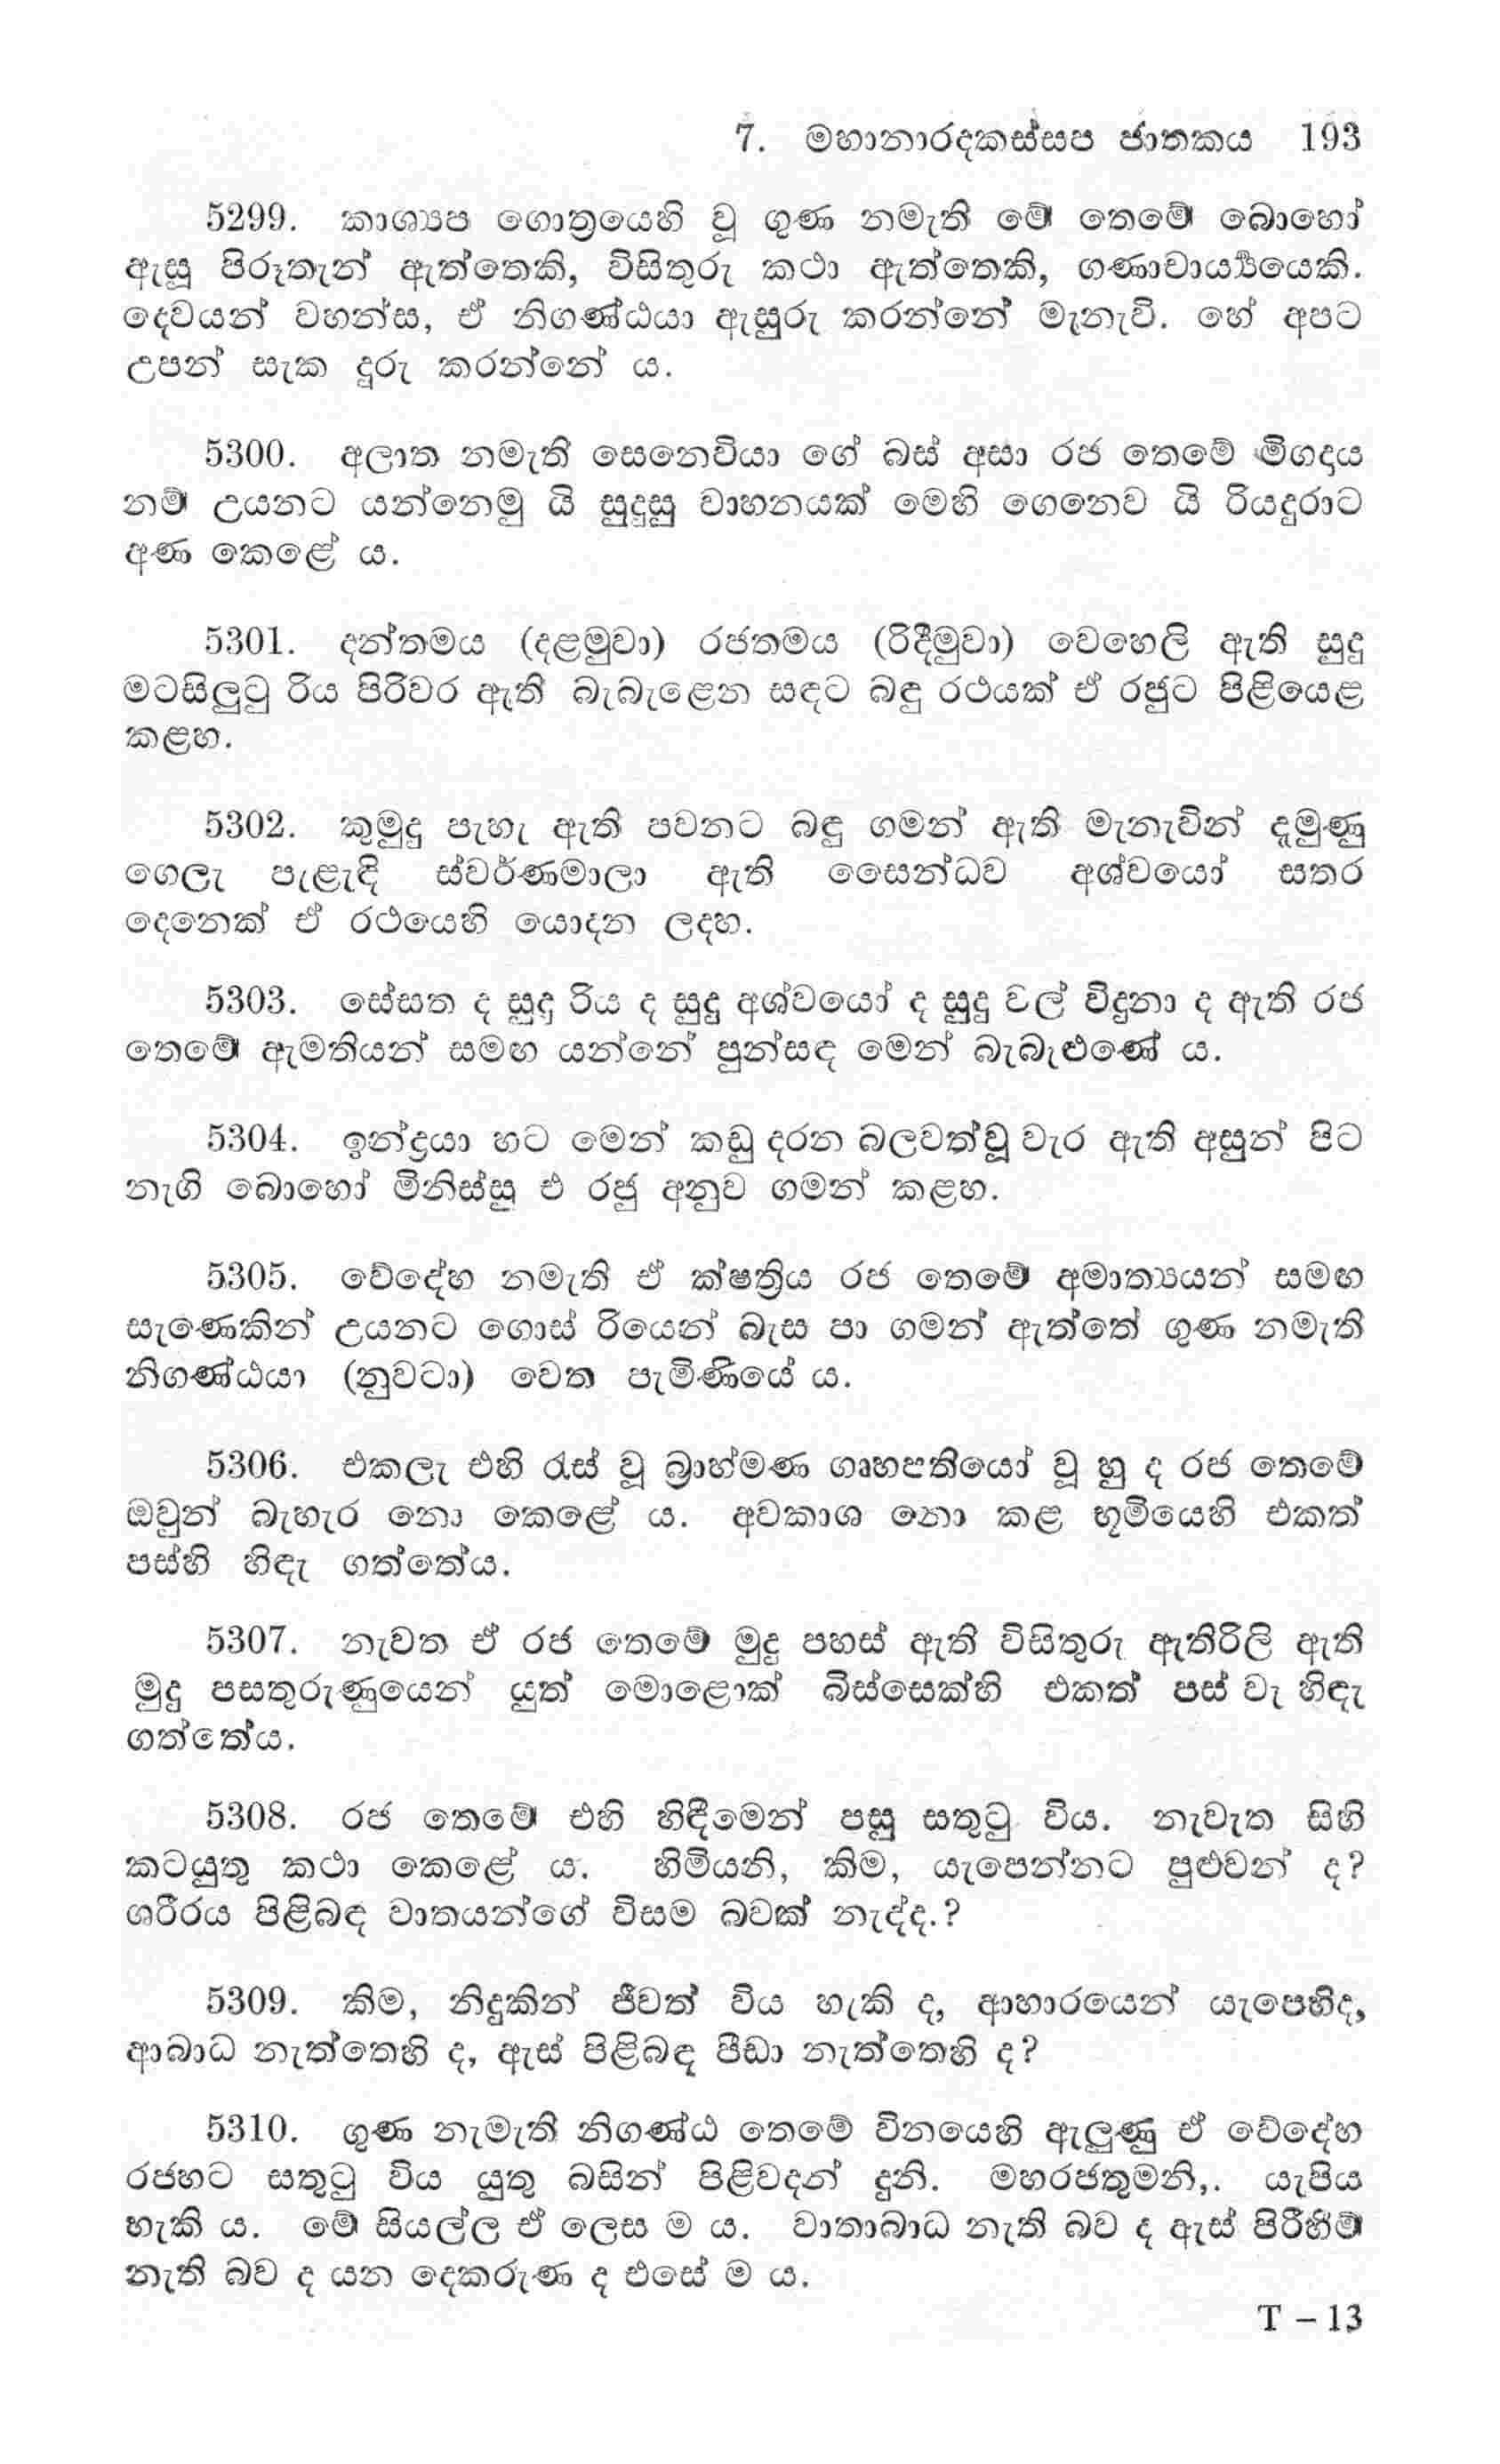 7. මහානාරදකස්සප ජාතකය 193
5299. කාශ්‍යප ගොත්‍රයෙහි වූ ගුණ නමැති මේ තෙමේ බොහෝ
ඇසූ පිරූතැන් ඇත්තෙකි, විසිතුරු කථා ඇත්තෙකි, ගණාචාර්‍ය්‍යයෙකි.
දෙවයන් වහන්ස, ඒ නිගණ්ඨයා ඇසුරු කරන්නේ මැනැවි. හේ අපට
උපන් සැක දුරු කරන්නේ ය.
5300. අලාත නමැති සෙනෙවියා ගේ බස් අසා රජ තෙමේ මිගදය
නම් උයනට යන්නෙමු යි සුදුසු වාහනයක් මෙහි ගෙනෙව යි රියදුරාට
අණ කෙළේ ය.
5301. දන්තමය (දළමුවා) රජතමය (රිදීමුවා) වෙහෙලි ඇති සුදු
මටසිලුටු රිය පිරිවර ඇති බැබැළෙන සඳට බඳු රථයක් ඒ රජුට පිළියෙළ
කළහ.
5302. කුමුදු පැහැ ඇති පවනට බඳු ගමන් ඇති මැනැවින් දැමුණු
ගෙලැ පැළැඳි ස්වර්ණමාලා ඇති සෛන්ධව අශ්වයෝ සතර
දෙනෙක් ඒ රථයෙහි යොදන ලදහ.
5303. සේසත ද සුදු රිය ද සුදු අශ්වයෝ ද සුදු වල් විදුනා ද ඇති රජ
තෙමේ ඇමතියන් සමඟ යන්නේ පුන්සඳ මෙන් බැබැළුණේ ය.
5304. ඉන්ද්‍රයා හට මෙන් කඩු දරන බලවත්වූ වැර ඇති අසුන් පිට
නැගි බොහෝ මිනිස්සු එ රජු අනුව ගමන් කළහ.
5305. වේදේහ නමැති ඒ ක්ෂත්‍රිය රජ තෙමේ අමාත්‍යයන් සමඟ
සැණෙකින් උයනට ගොස් රියෙන් බැස පා ගමන් ඇත්තේ ගුණ නමැති
නිගණ්ඨයා (නුවටා) වෙත පැමිණියේ ය.
5306. එකලැ එහි රැස් වූ බ්‍රාහ්මණ ගෘහපතියෝ වූ හු ද රජ තෙමේ
ඔවුන් බැහැර නො කෙළේ ය. අවකාශ නො කළ භූමියෙහි එකත්
පස්හි හිඳැ ගත්තේය.
5307. නැවත ඒ රජ තෙමේ මුදු පහස් ඇති විසිතුරු ඇතිරිලි ඇති
මුදු පසතුරුණුයෙන් යුත් මොළොක් බිස්සෙක්හි එකත් පස් වැ හිඳැ
ගත්තේය.
5308. රජ තෙමේ එහි හිඳීමෙන් පසු සතුටු විය. නැවැත සිහි
කටයුතු කථා කෙළේ ය. හිමියනි, කිම, යැපෙන්නට පුළුවන් ද?
ශරීරය පිළිබඳ වාතයන්ගේ විසම බවක් නැද්ද.?
5309. කිම, නිදුකින් ජීවත් විය හැකි ද, ආහාරයෙන් යැපෙහිද,
ආබාධ නැත්තෙහි ද, ඇස් පිළිබඳ පීඩා නැත්තෙහි ද?
5310. ගුණ නැමැති නිගණ්ඨ තෙමේ විනයෙහි ඇලුණු ඒ වේදේහ
රජහට සතුටු විය යුතු බසින් පිළිවදන් දුනි. මහරජතුමනි,. යැපිය
හැකි ය. මේ සියල්ල ඒ ලෙස ම ය. වාතාබාධ නැති බව ද ඇස් පිරිහීම්
නැති බව ද යන දෙකරුණ ද එසේ ම ය.
T – 13